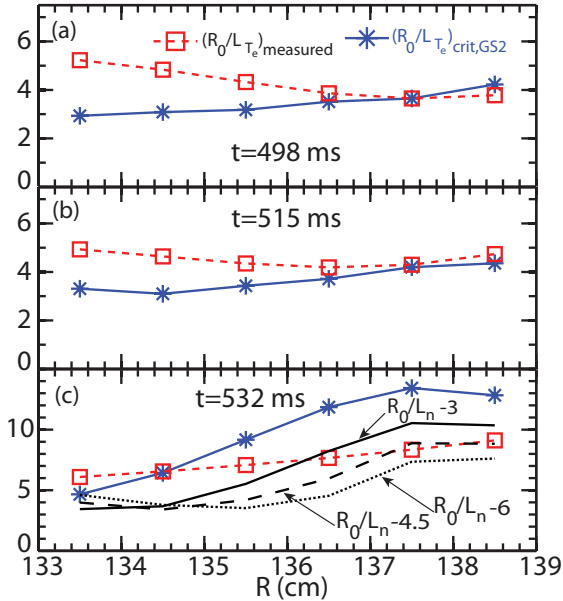 (a)
(R₀/L_Tₑ)measured
(R₀/L_Tₑ)crit,GS2
6
4
2
0
t=498 ms
(b)
t=515 ms
6
4
2
0
(c)
t=532 ms
R₀/Lₙ-3
10
5
0
R₀/Lₙ-4.5
R₀/Lₙ-6
133 134 135 136 137 138 139
R (cm)